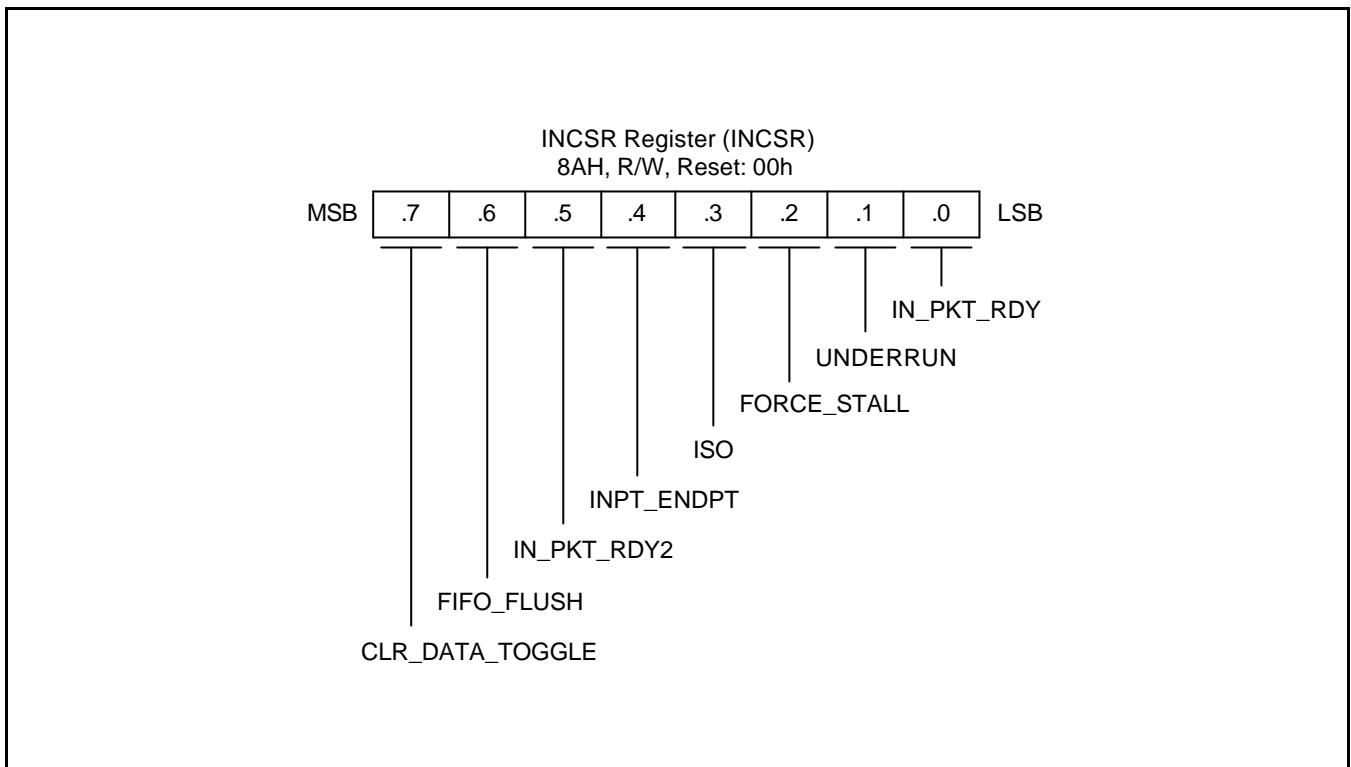 INCSR Register (INCSR)
8AH, R/W, Reset: 00h
MSB .7 .6 .5 .4 .3 .2 .1 .0 LSB
IN_PKT_RDY
UNDERRUN
FORCE_STALL
ISO
INPT_ENDPT
IN_PKT_RDY2
FIFO_FLUSH
CLR_DATA_TOGGLE